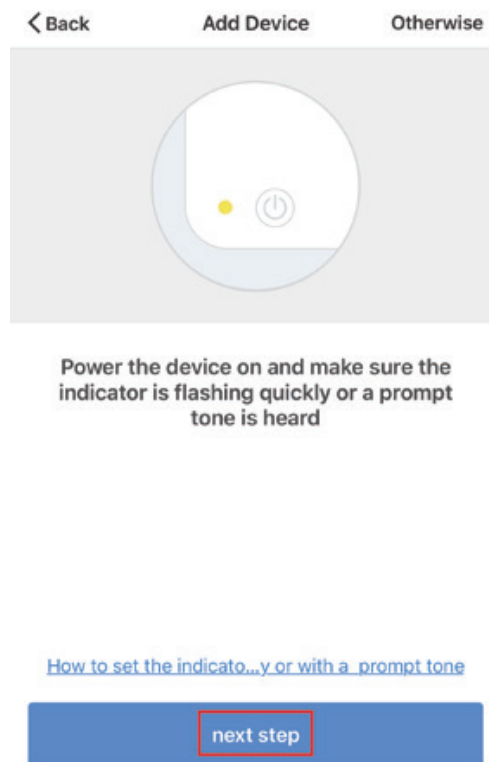 Back Add Device Otherwise
Power the device on and make sure the
indicator is flashing quickly or a prompt
tone is heard
How to set the indicato...y or with a prompt tone
next step